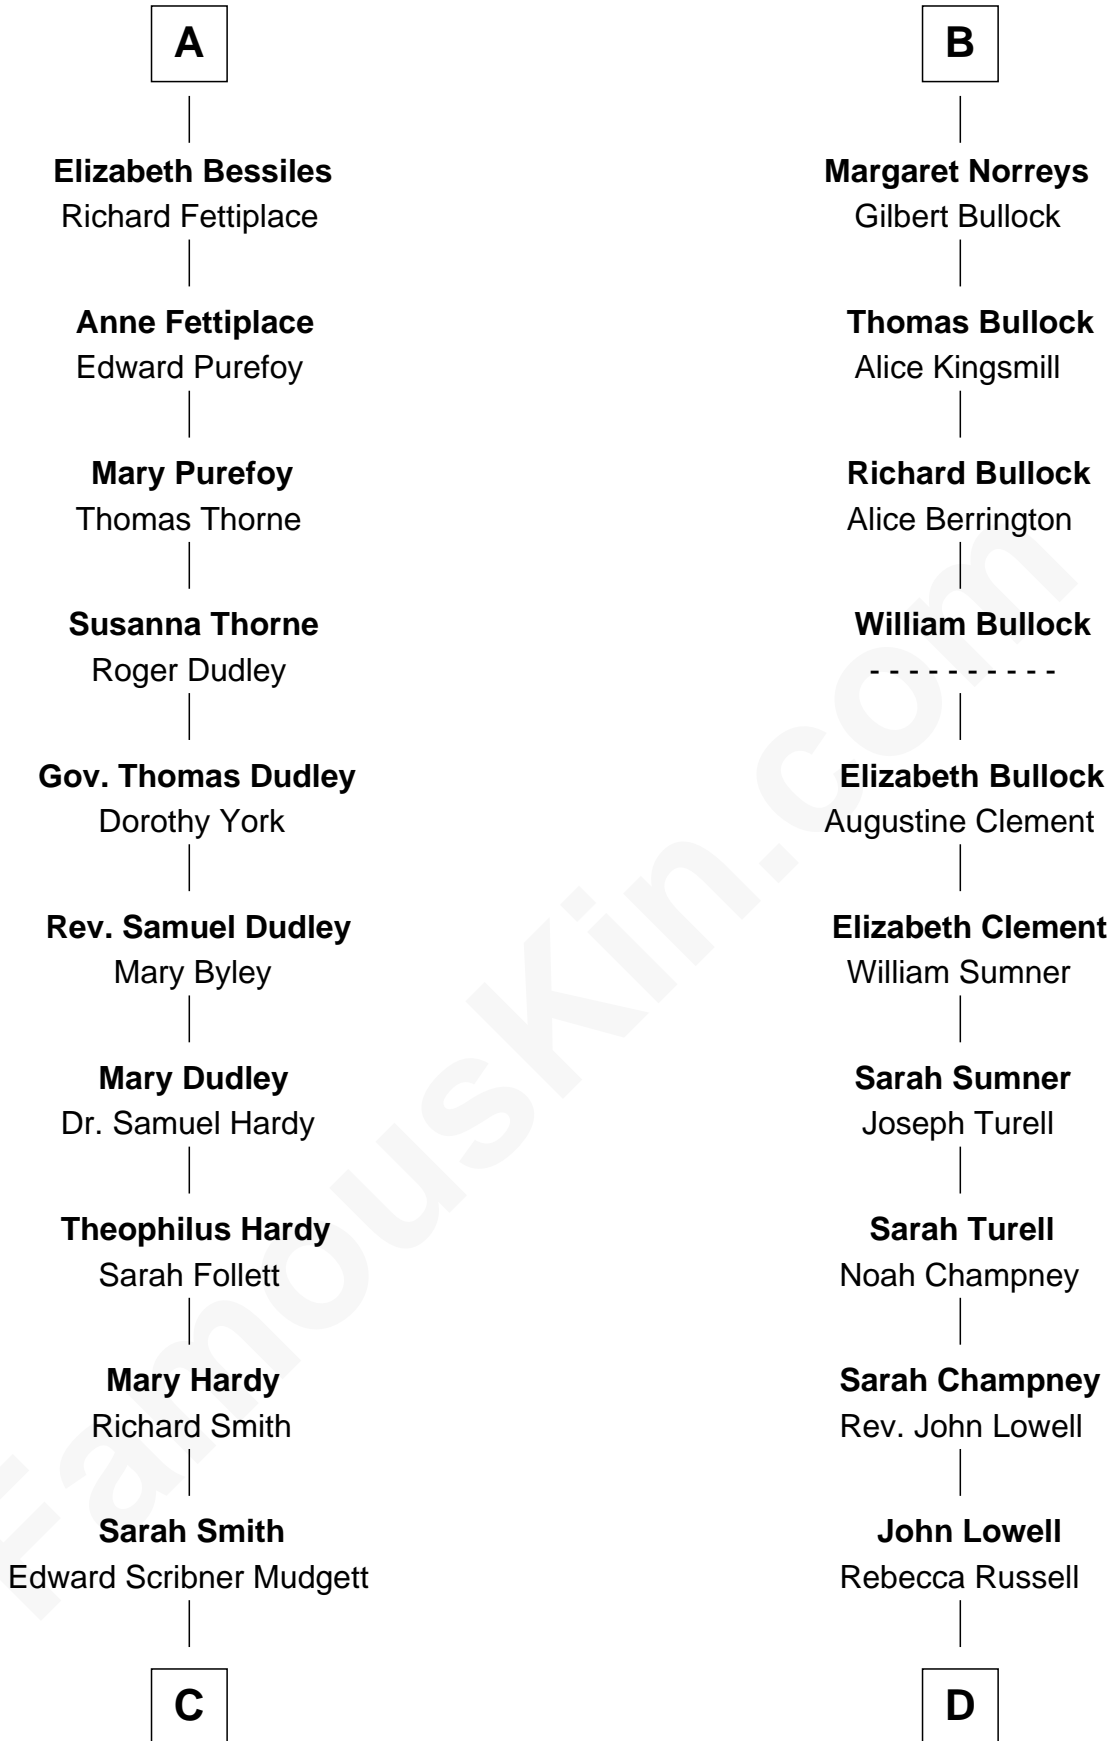 A
Elizabeth Bessiles
Richard Fettiplace
Anne Fettiplace
Edward Purefoy
Mary Purefoy
Thomas Thorne
Susanna Thorne
Roger Dudley
Gov. Thomas Dudley
Dorothy York
Rev. Samuel Dudley
Mary Byley
Mary Dudley
Dr. Samuel Hardy
Theophilus Hardy
Sarah Follett
Mary Hardy
Richard Smith
Sarah Smith
Edward Scribner Mudgett
C
B
Margaret Norreys
Gilbert Bullock
Thomas Bullock
Alice Kingsmill
Richard Bullock
Alice Berrington
William Bullock
- - - - - - - - - -
Elizabeth Bullock
Augustine Clement
Elizabeth Clement
William Sumner
Sarah Sumner
Joseph Turell
Sarah Turell
Noah Champney
Sarah Champney
Rev. John Lowell
John Lowell
Rebecca Russell
D
FamousKin.com